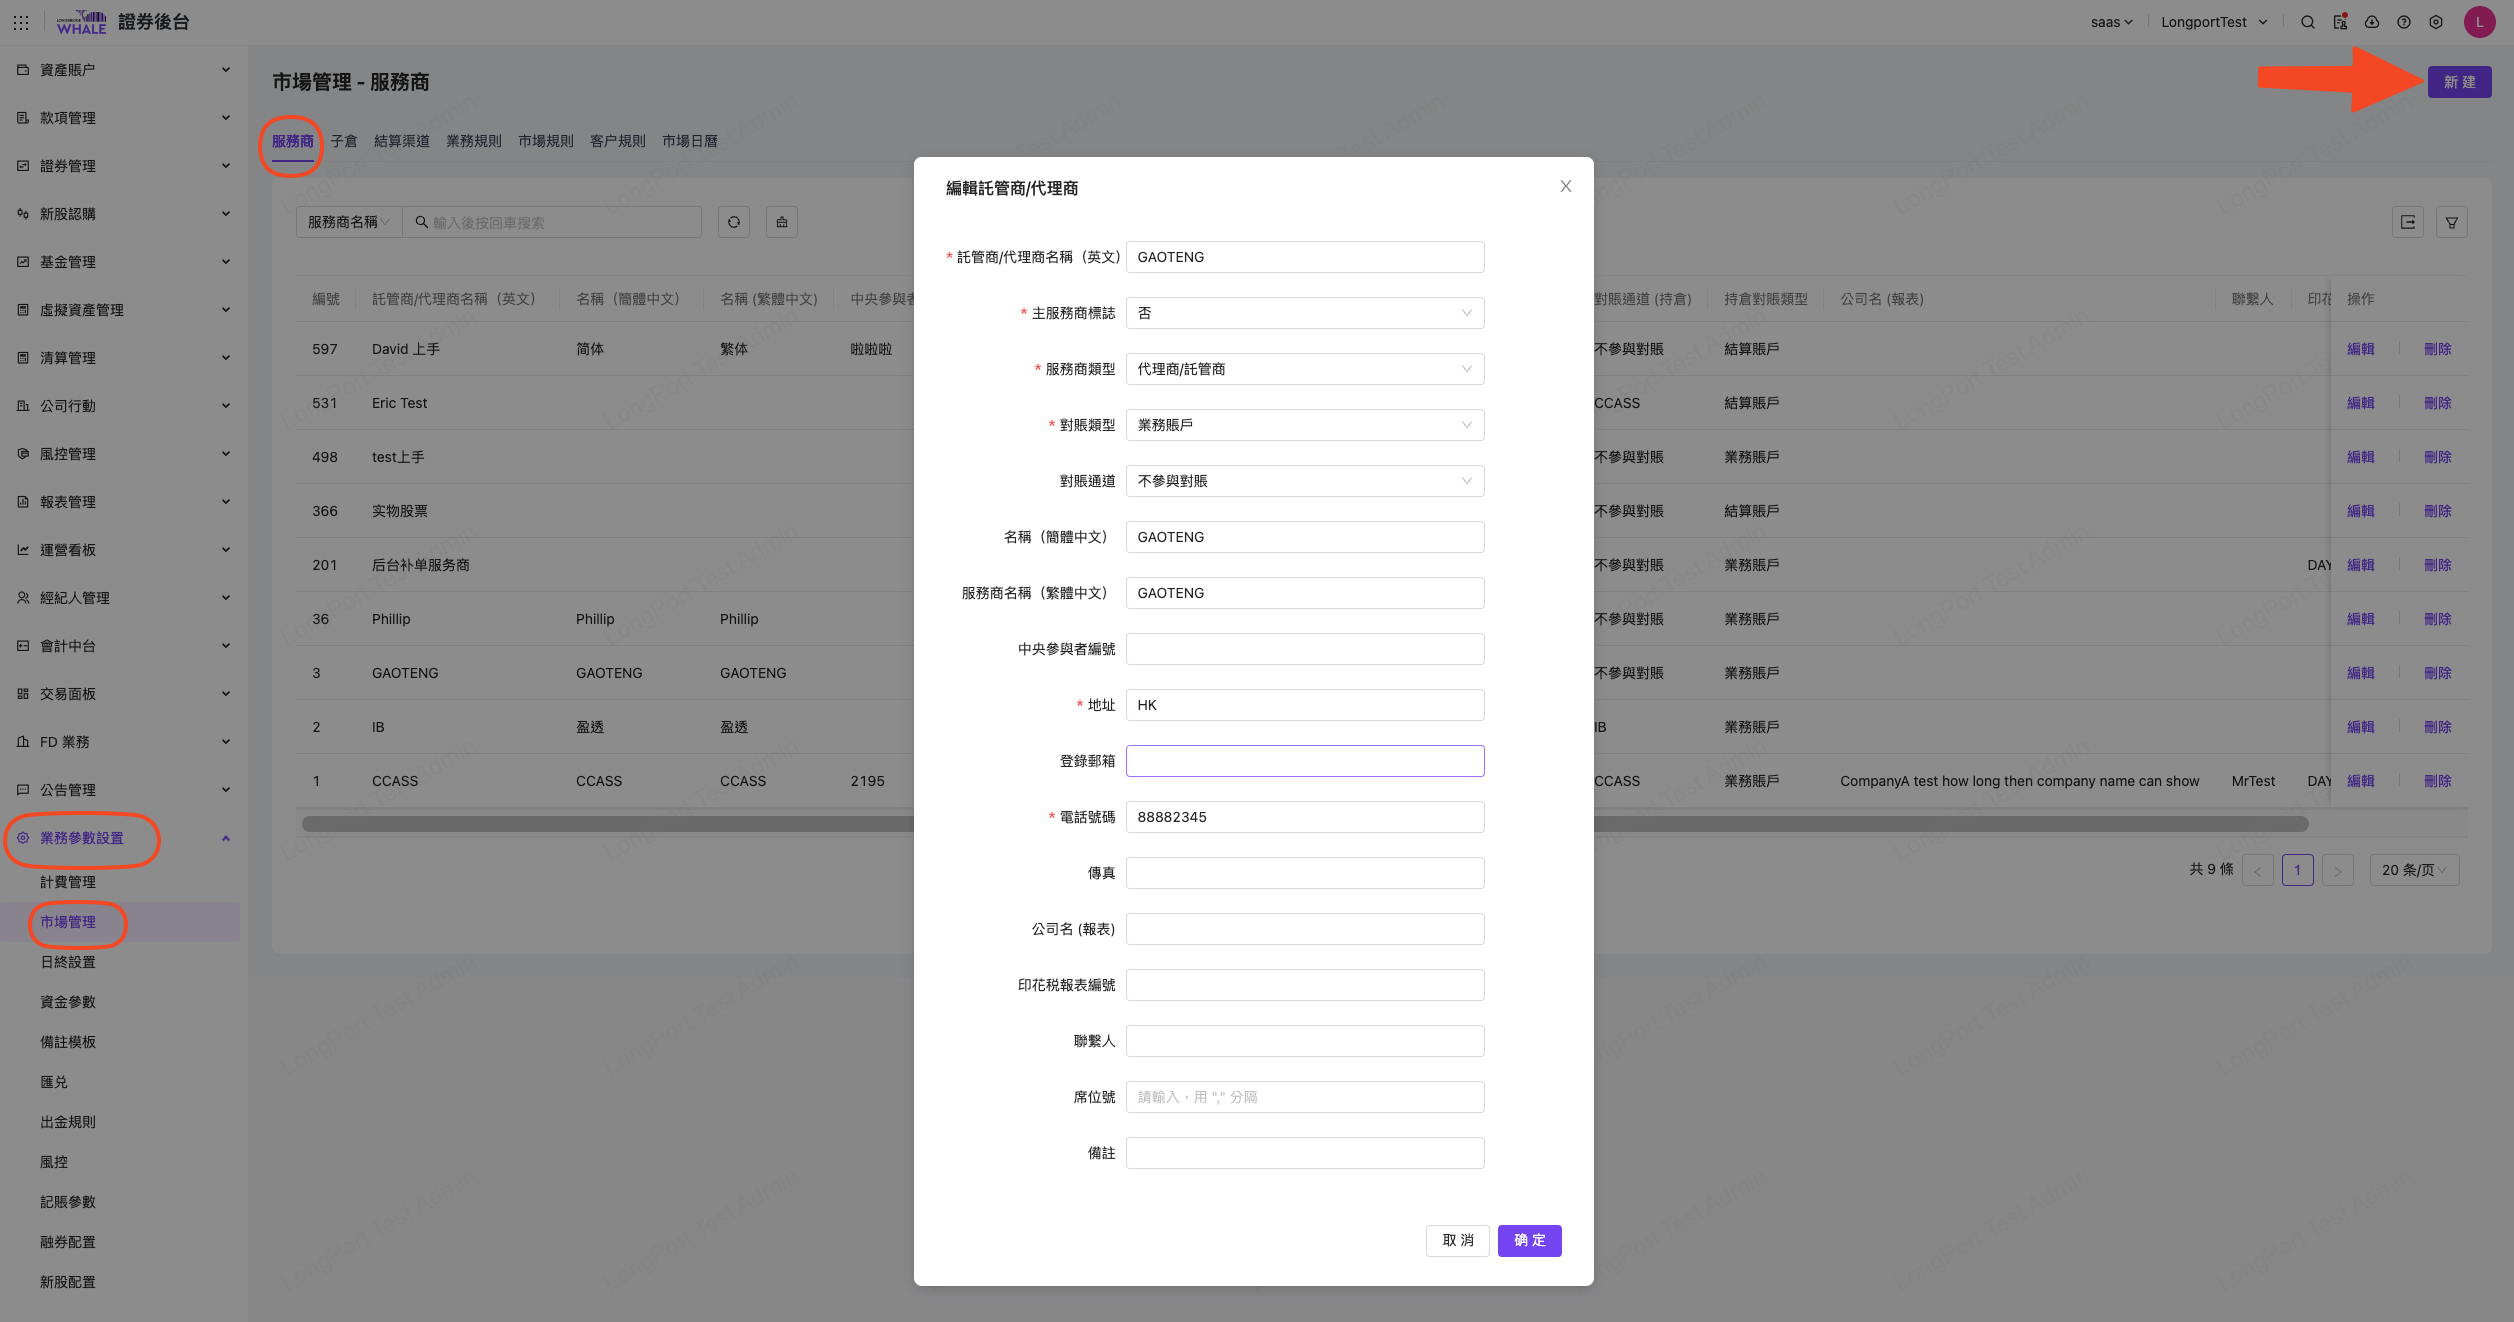 LONGBRIDGE
WHALE
證券後台
saas
LongportTest
L
資產賬户
款項管理
證券管理
新股認購
基金管理
虛擬資產管理
清算管理
公司行動
風控管理
報表管理
運營看板
經紀人管理
會計中台
交易面板
FD 業務
公告管理
業務參數設置
計費管理
市場管理
日終設置
資金參數
備註模板
匯兑
出金規則
風控
記賬參數
融券配置
新股配置
市場管理 - 服務商
新 建
服務商 子倉 結算渠道 業務規則 市場規則 客户規則 市場日曆
服務商名稱 輸入後按回車搜索
編號 託管商/代理商名稱（英文） 名稱（簡體中文） 名稱 (繁體中文) 中央參與者 對賬通道 (持倉) 持倉對賬類型 公司名 (報表) 聯繫人 印花 操作
597 David 上手 简体 繁体 啦啦啦 不參與對賬 結算賬戶 編輯 刪除
531 Eric Test CCASS 結算賬戶 編輯 刪除
498 test上手 不參與對賬 業務賬戶 編輯 刪除
366 实物股票 不參與對賬 結算賬戶 編輯 刪除
201 后台补单服务商 不參與對賬 業務賬戶 DAY 編輯 刪除
36 Phillip Phillip Phillip 不參與對賬 業務賬戶 編輯 刪除
3 GAOTENG GAOTENG GAOTENG 不參與對賬 業務賬戶 編輯 刪除
2 IB 盈透 盈透 IB 業務賬戶 編輯 刪除
1 CCASS CCASS CCASS 2195 CCASS 業務賬戶 CompanyA test how long then company name can show MrTest DAY 編輯 刪除
共 9 條 < 1 > 20 条/页
編輯託管商/代理商
* 託管商/代理商名稱（英文） GAOTENG
* 主服務商標誌 否
* 服務商類型 代理商/託管商
* 對賬類型 業務賬戶
對賬通道 不參與對賬
名稱（簡體中文） GAOTENG
服務商名稱（繁體中文） GAOTENG
中央參與者編號
* 地址 HK
登錄郵箱
* 電話號碼 88882345
傳真
公司名 (報表)
印花税報表編號
聯繫人
席位號 請輸入，用 "," 分隔
備註
取 消 确 定
LongPort Test Admin